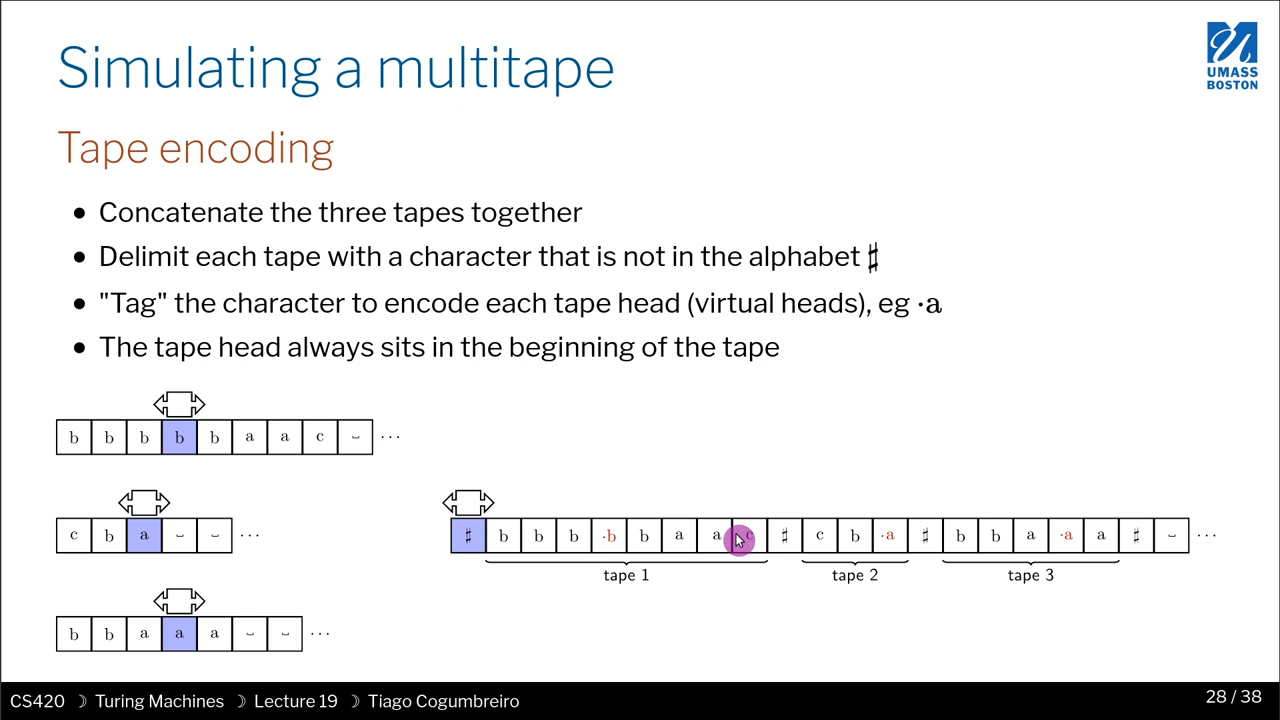 Simulating a multitape
UMASS
BOSTON
Tape encoding
• Concatenate the three tapes together
• Delimit each tape with a character that is not in the alphabet ♯
• "Tag" the character to encode each tape head (virtual heads), eg ·a
• The tape head always sits in the beginning of the tape
b b b b b a a c ␣ ···
c b a ␣ ␣ ···
♯ b b b ·b b a a c ♯ c b ·a ♯ b b a ·a a ♯ ␣ ···
tape 1 tape 2 tape 3
b b a a a ␣ ␣ ···
CS420 ☽ Turing Machines ☽ Lecture 19 ☽ Tiago Cogumbreiro
28 / 38